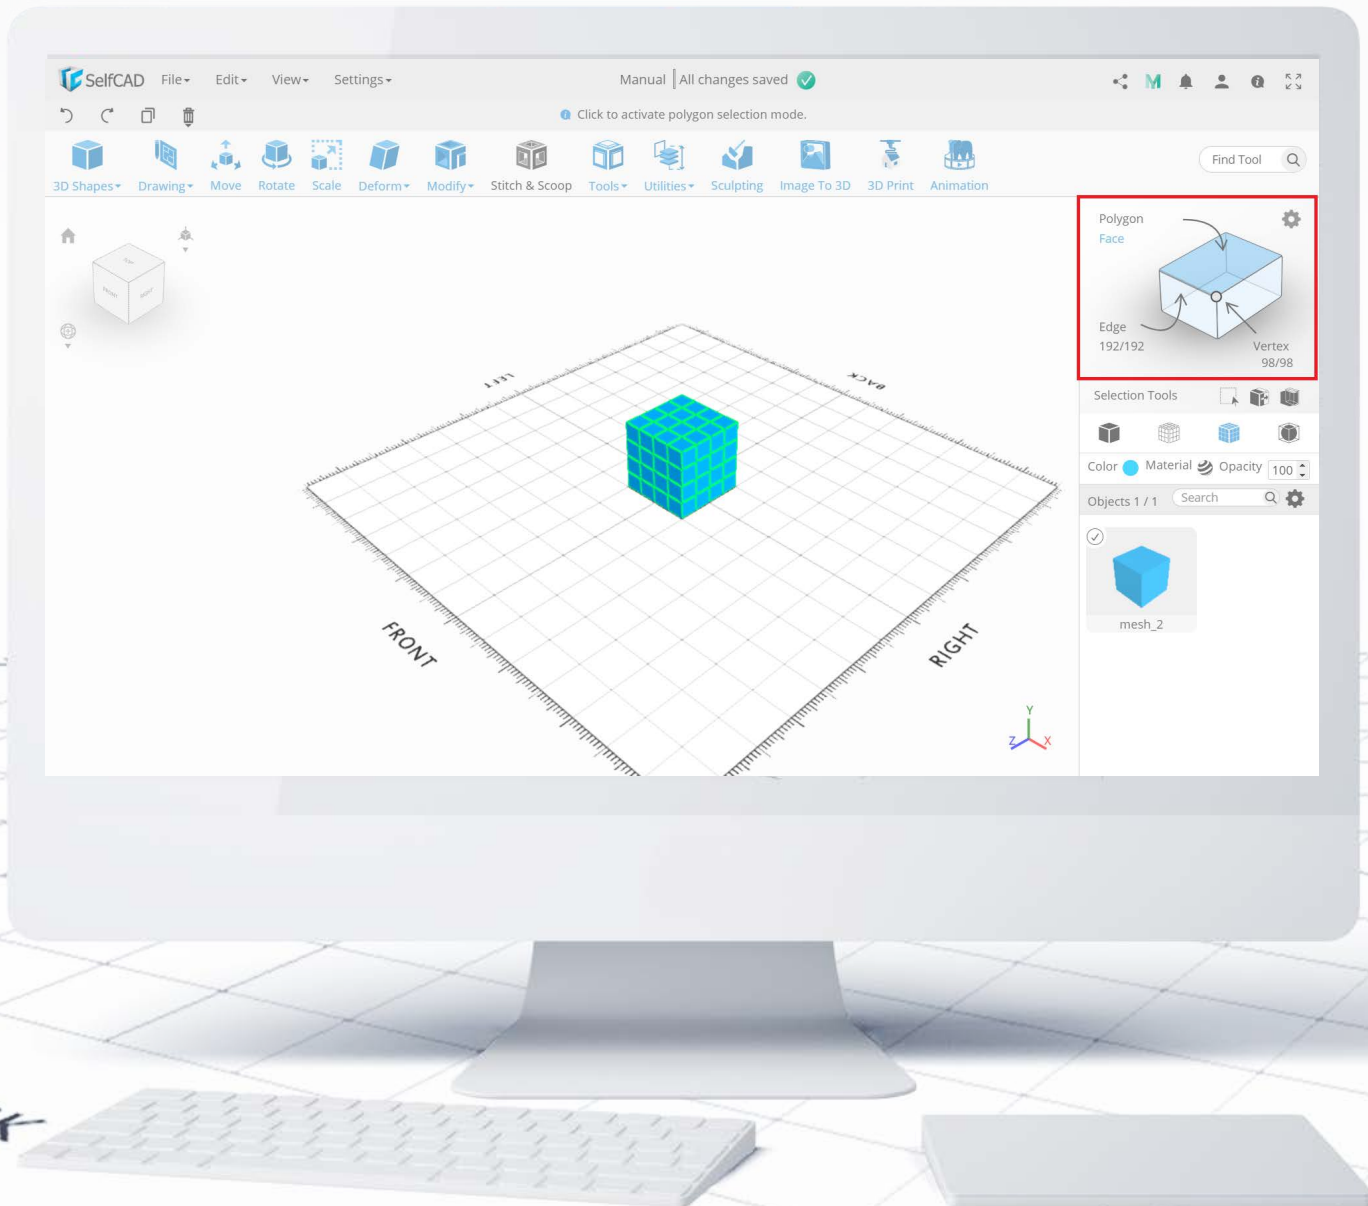 SelfCAD File Edit View Settings Manual All changes saved
Click to activate polygon selection mode.
3D Shapes Drawing Move Rotate Scale Deform Modify Stitch & Scoop Tools Utilities Sculpting Image To 3D 3D Print Animation
Find Tool
TOP
FRONT RIGHT
LEFT BACK
FRONT RIGHT
Y
Z X
Polygon
Face
Edge
192/192
Vertex
98/98
Selection Tools
Color Material Opacity 100
Objects 1 / 1 Search
mesh_2